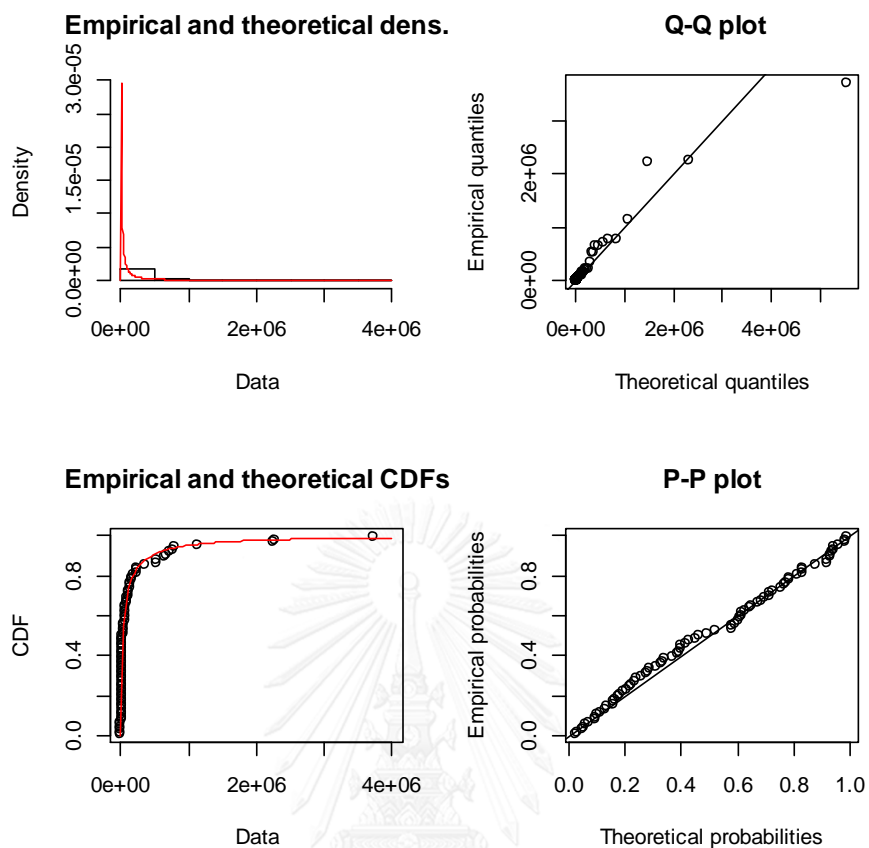 Empirical and theoretical dens.
Density
0.0e+00 1.5e-05 3.0e-05
0e+00 2e+06 4e+06
Data
Q-Q plot
Empirical quantiles
0e+00 2e+06
0e+00 2e+06 4e+06
Theoretical quantiles
Empirical and theoretical CDFs
CDF
0.0 0.4 0.8
0e+00 2e+06 4e+06
Data
P-P plot
Empirical probabilities
0.0 0.4 0.8
0.0 0.2 0.4 0.6 0.8 1.0
Theoretical probabilities